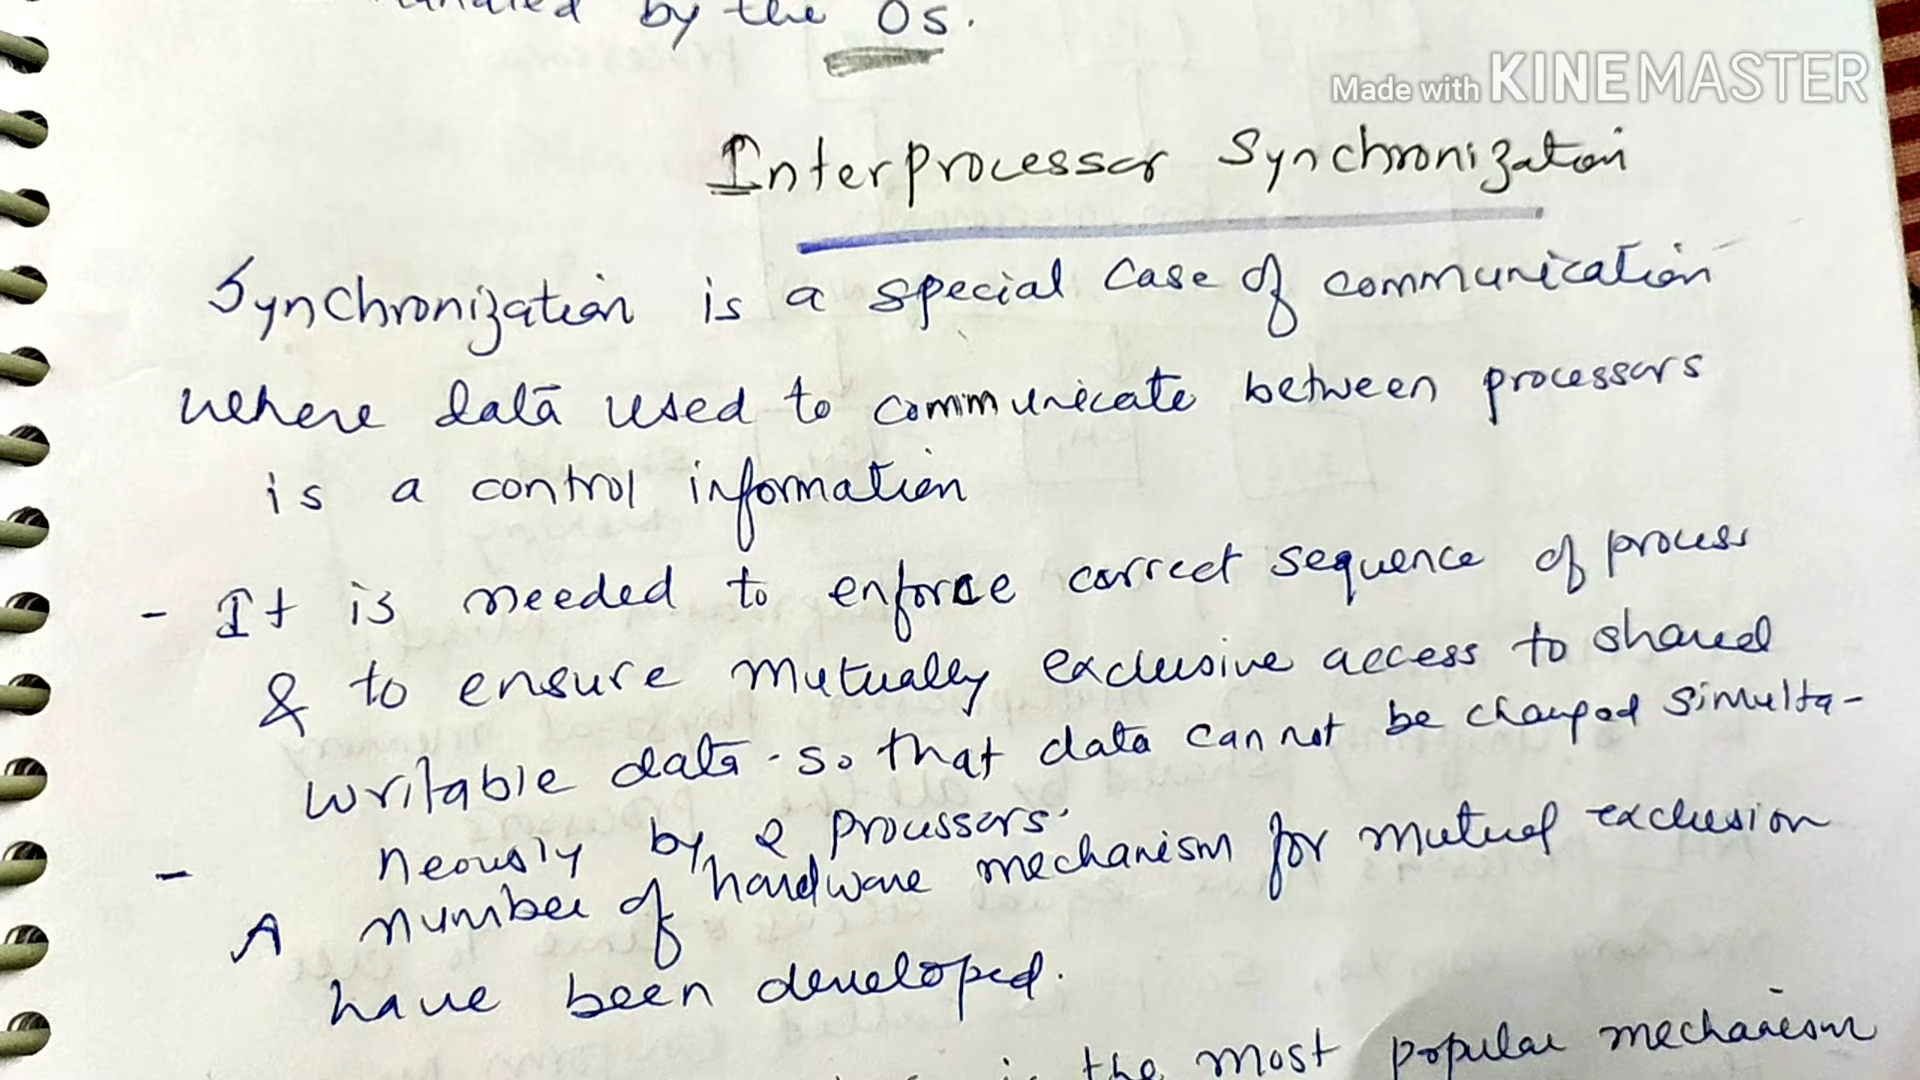 by the Os.
Made with KINEMASTER
Interprocessor Synchronization
Synchronization is a special case of communication
where data used to communicate between processors
is a control information
- It is needed to enforce correct sequence of process
& to ensure mutually exclusive access to shared
writable data. so that data can not be changed simulta-
neously by 2 processors.
- A number of hardware mechanism for mutual exclusion
have been developed.
is the most popular mechanism